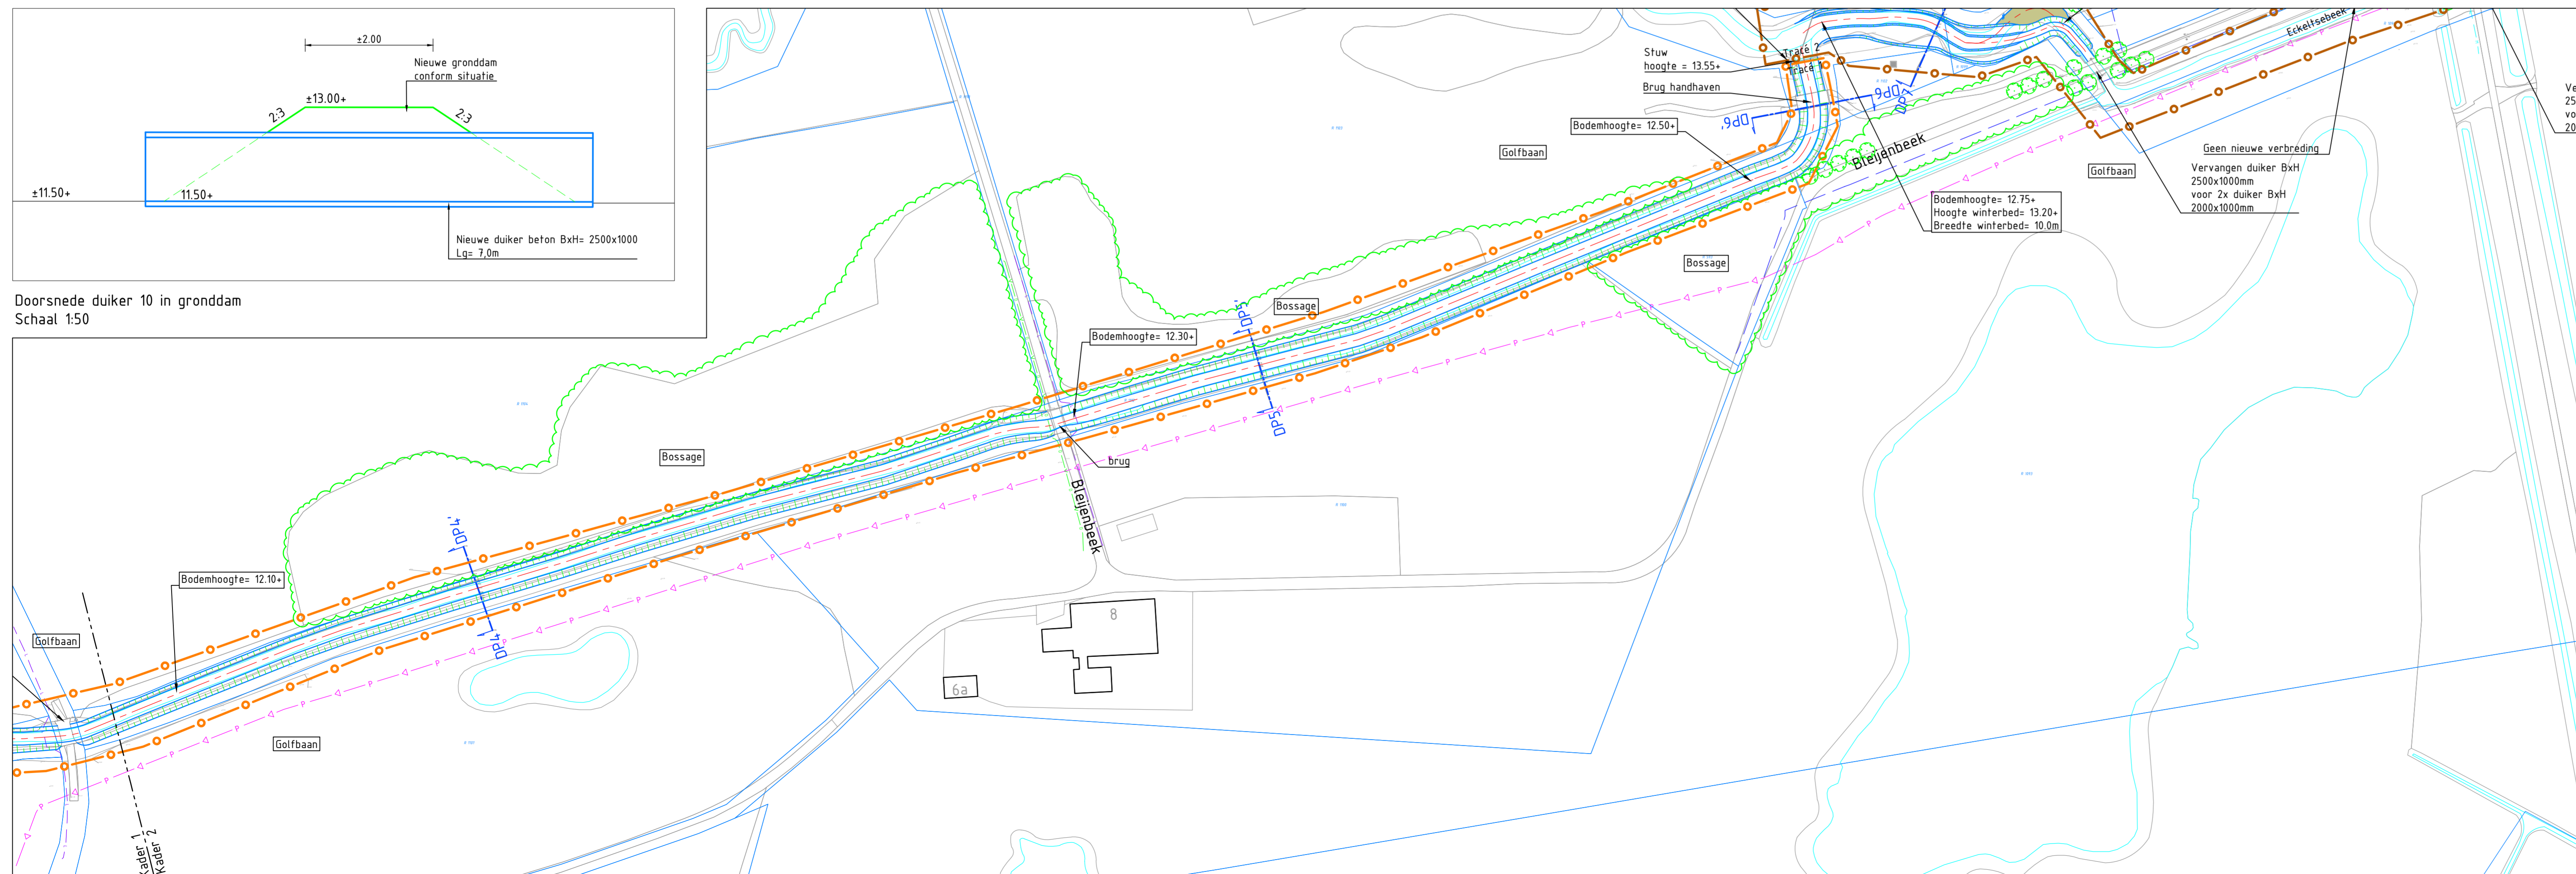 ±2.00
Nieuwe gronddam
conform situatie
±13.00+
2:3
2:3
±11.50+
11.50+
Nieuwe duiker beton BxH= 2500x1000
Lg= 7,0m
Doorsnede duiker 10 in gronddam
Schaal 1:50
Stuw
hoogte = 13.55+
Brug handhaven
Tracé 2
Tracé 1
Bodemhoogte= 12.50+
Golfbaan
DP6'
DP6'
DP7
Bleijenbeek
Eckeltsebeek
Geen nieuwe verbreding
Golfbaan
Vervangen duiker BxH
2500x1000mm
voor 2x duiker BxH
2000x1000mm
Bodemhoogte= 12.75+
Hoogte winterbed= 13.20+
Breedte winterbed= 10.0m
Bossage
Bossage
DP5'
DP5'
Bodemhoogte= 12.30+
brug
Bleijenbeek
Bossage
DP4'
DP4'
Bodemhoogte= 12.10+
Golfbaan
Golfbaan
8
6a
Kader 1
Kader 2